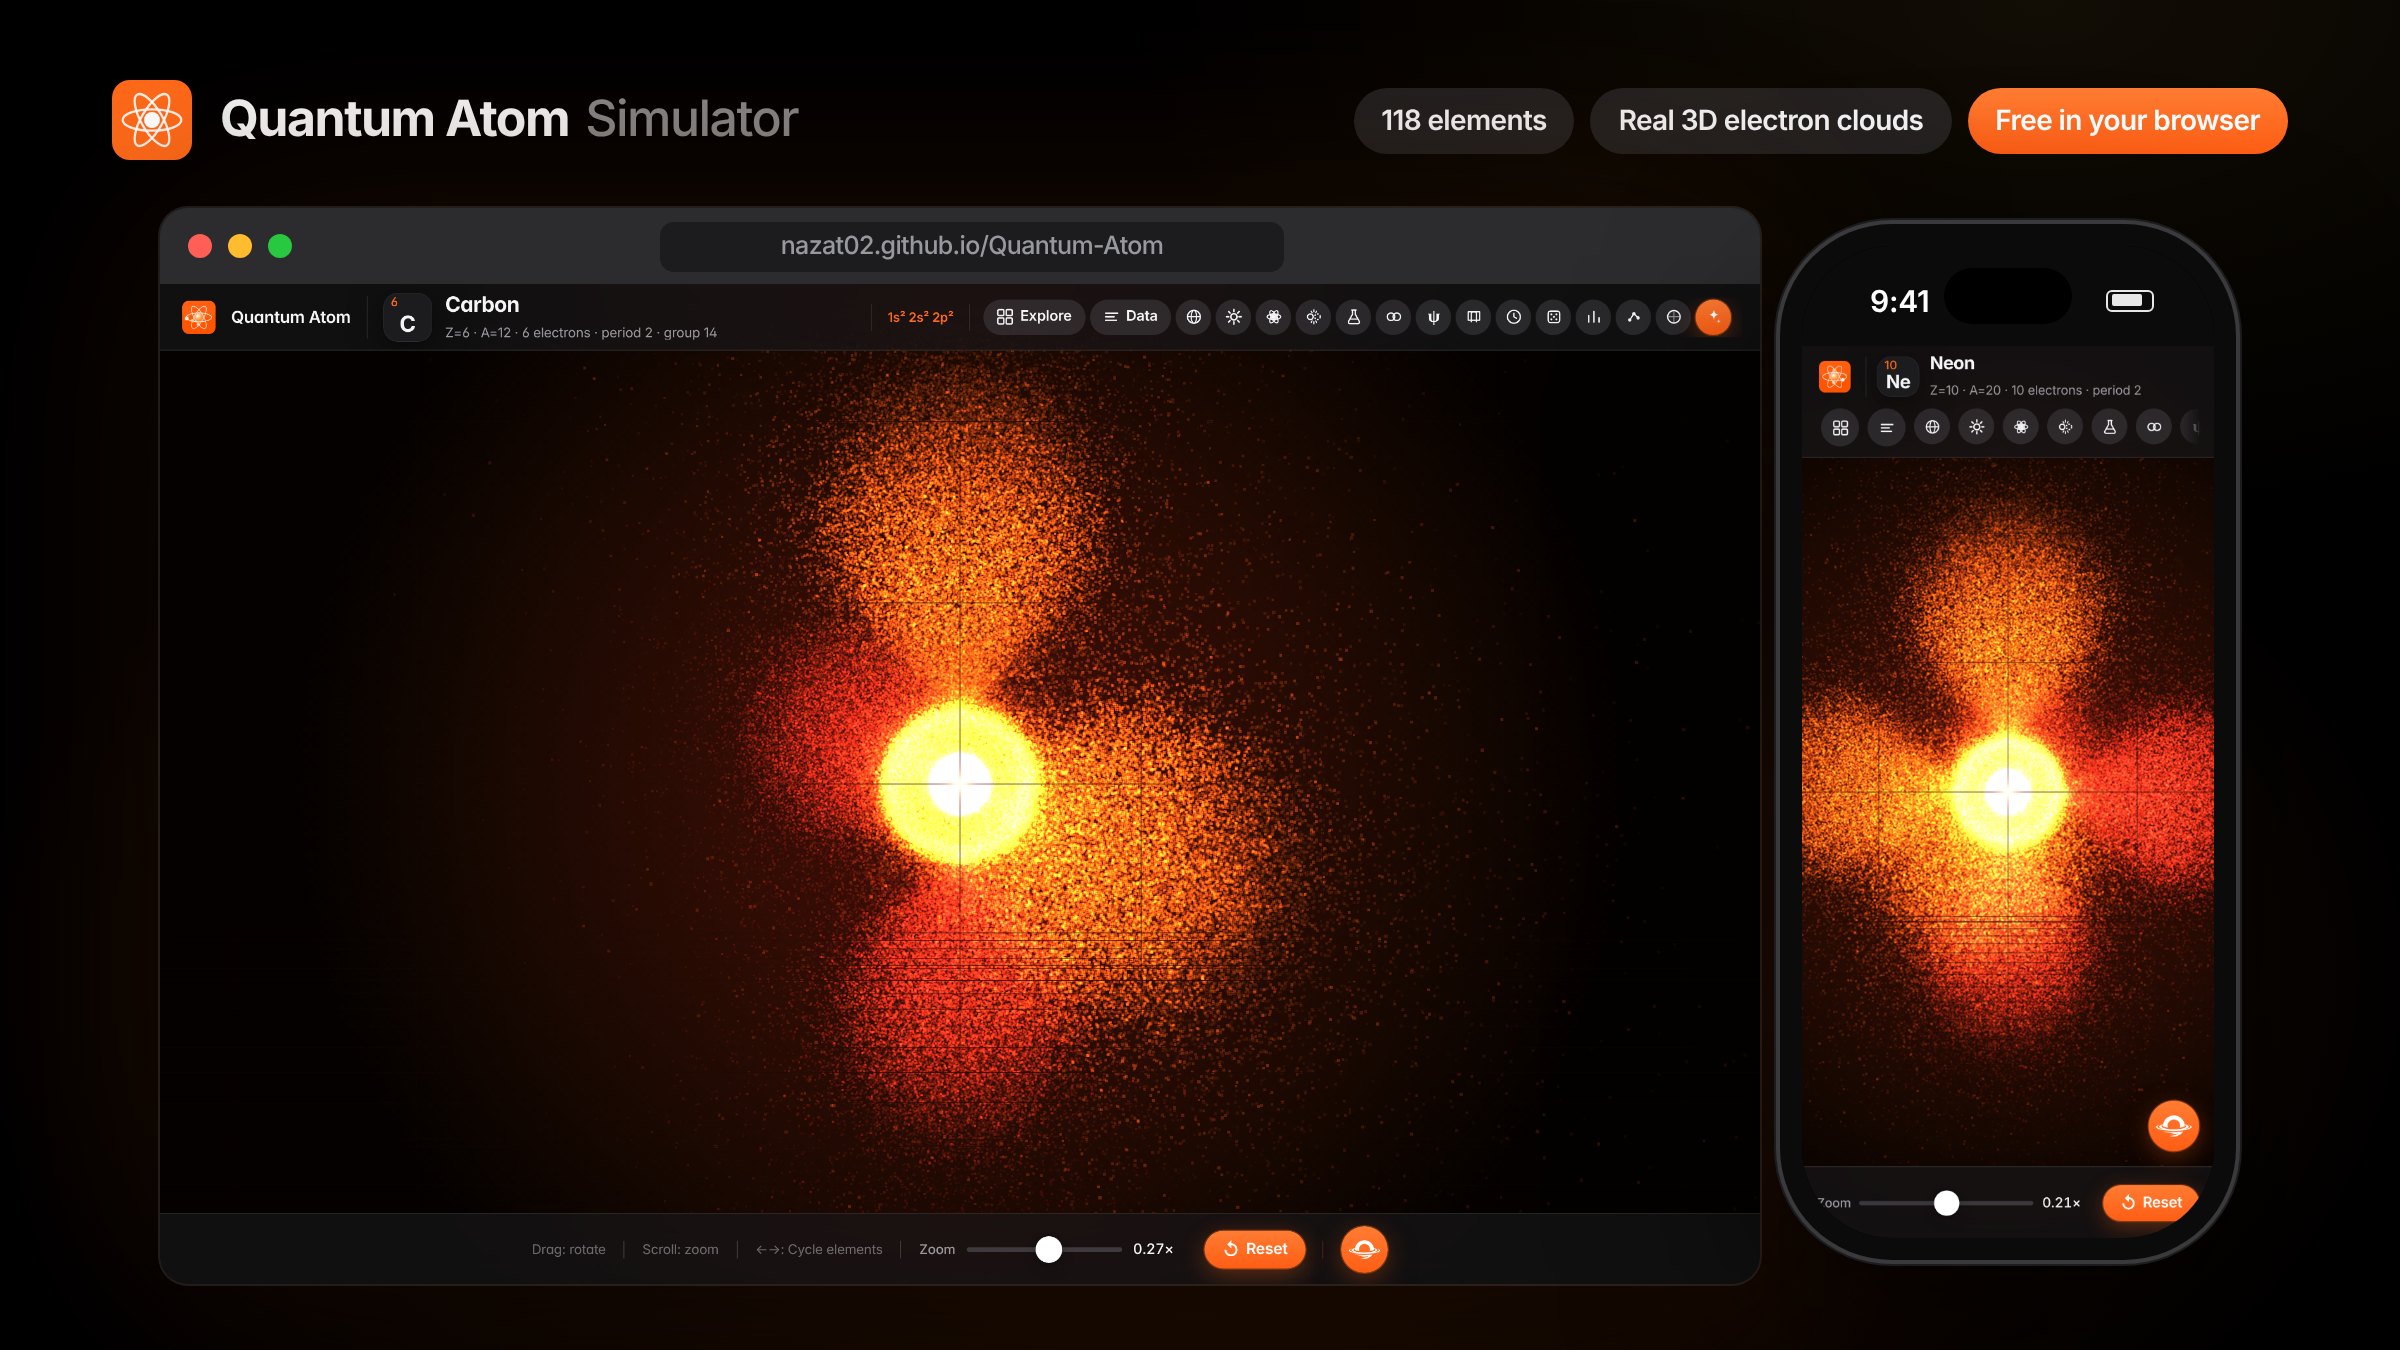 Quantum Atom Simulator
118 elements
Real 3D electron clouds
Free in your browser
nazat02.github.io/Quantum-Atom
Quantum Atom
6
C
Carbon
Z=6 · A=12 · 6 electrons · period 2 · group 14
1s² 2s² 2p²
Explore
Data
ψ
Drag: rotate
Scroll: zoom
←→: Cycle elements
Zoom
0.27×
Reset
9:41
10
Ne
Neon
Z=10 · A=20 · 10 electrons · period 2
Zoom
0.21×
Reset